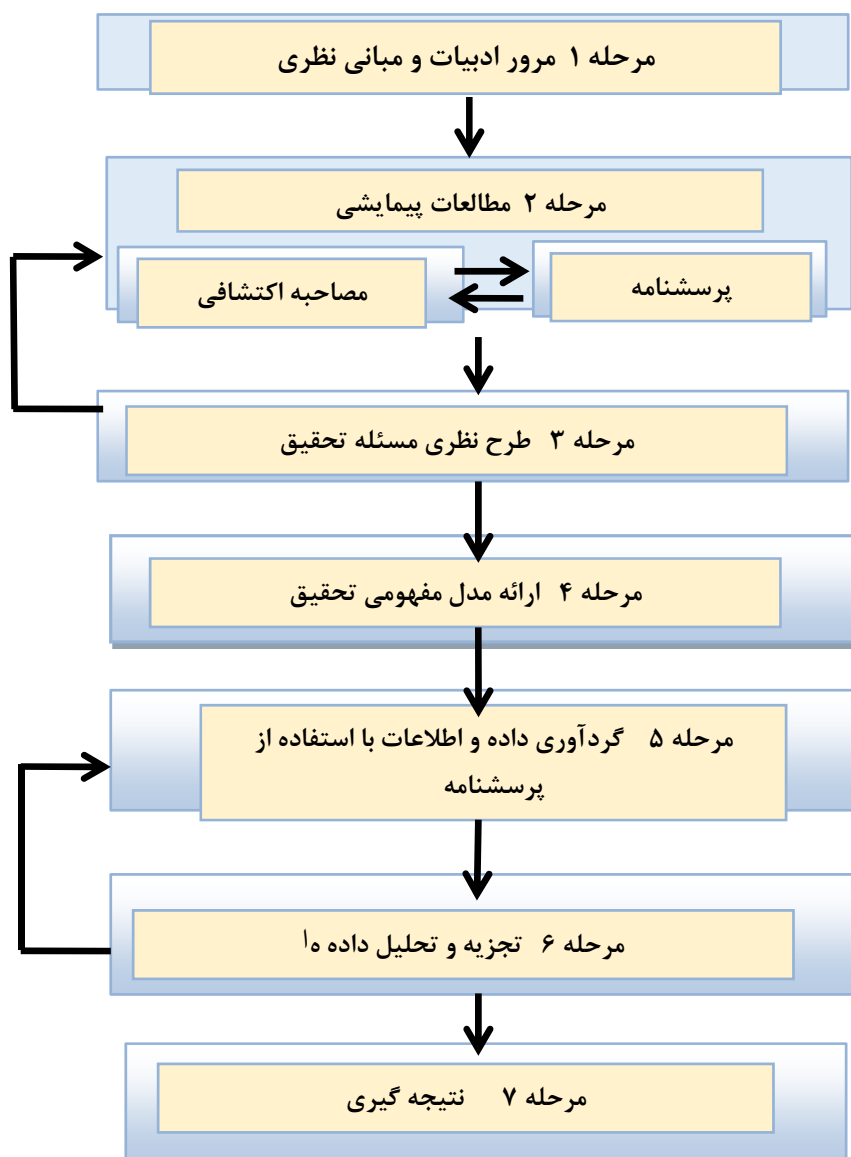 مرحله ۱ مرور ادبیات و مبانی نظری
مرحله ۲ مطالعات پیمایشی
پرسشنامه
مصاحبه اکتشافی
مرحله ۳ طرح نظری مسئله تحقیق
مرحله ۴ ارائه مدل مفهومی تحقیق
مرحله ۵ گردآوری داده و اطلاعات با استفاده از
پرسشنامه
مرحله ۶ تجزیه و تحلیل داده ها
مرحله ۷ نتیجه گیری